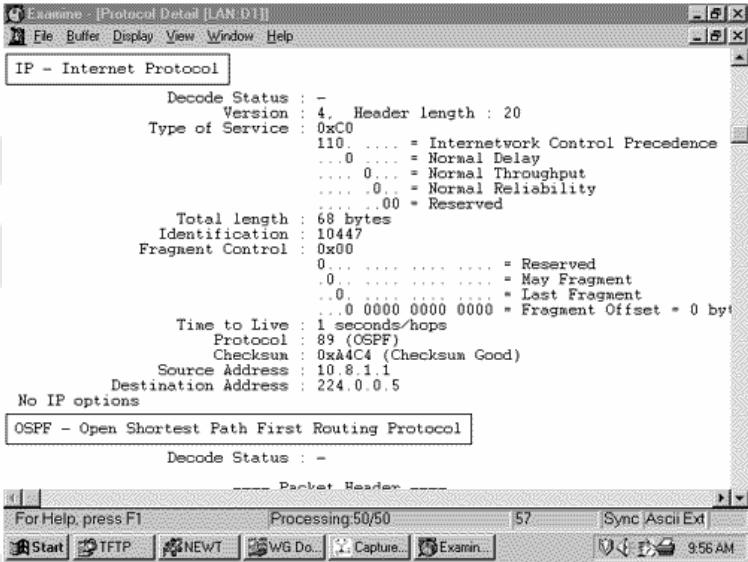 Examine - [Protocol Detail [LAN:D1]]
File Buffer Display View Window Help
IP - Internet Protocol
Decode Status : -
Version : 4, Header length : 20
Type of Service : 0xC0
110. .... = Internetwork Control Precedence
...0 .... = Normal Delay
.... 0... = Normal Throughput
.... .0.. = Normal Reliability
.... ..00 = Reserved
Total length : 68 bytes
Identification : 10447
Fragment Control : 0x00
0... .... .... .... = Reserved
.0.. .... .... .... = May Fragment
..0. .... .... .... = Last Fragment
...0 0000 0000 0000 = Fragment Offset = 0 byt
Time to Live : 1 seconds/hops
Protocol : 89 (OSPF)
Checksum : 0xA4C4 (Checksum Good)
Source Address : 10.8.1.1
Destination Address : 224.0.0.5
No IP options
OSPF - Open Shortest Path First Routing Protocol
Decode Status : -
---- Packet Header ----
For Help, press F1 Processing:50/50 57 Sync Ascii Ext
Start TFTP NEWT WG Do... Capture... Examin... 9:56 AM